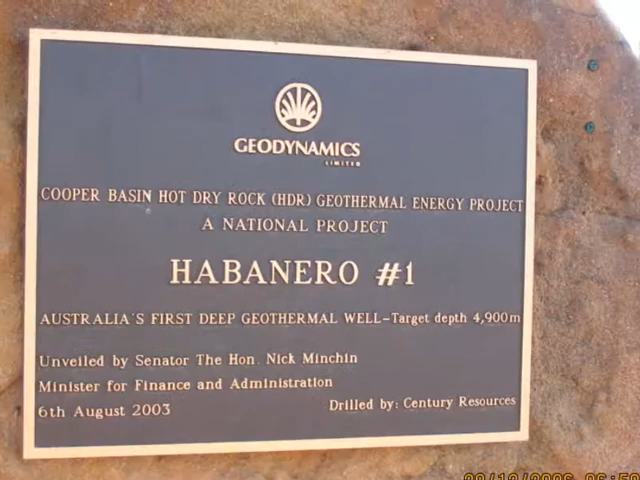 GEODYNAMICS
LIMITED
COOPER BASIN HOT DRY ROCK (HDR) GEOTHERMAL ENERGY PROJECT
A NATIONAL PROJECT
HABANERO #1
AUSTRALIA'S FIRST DEEP GEOTHERMAL WELL-Target depth 4,900m
Unveiled by Senator The Hon. Nick Minchin
Minister for Finance and Administration
6th August 2003
Drilled by: Century Resources